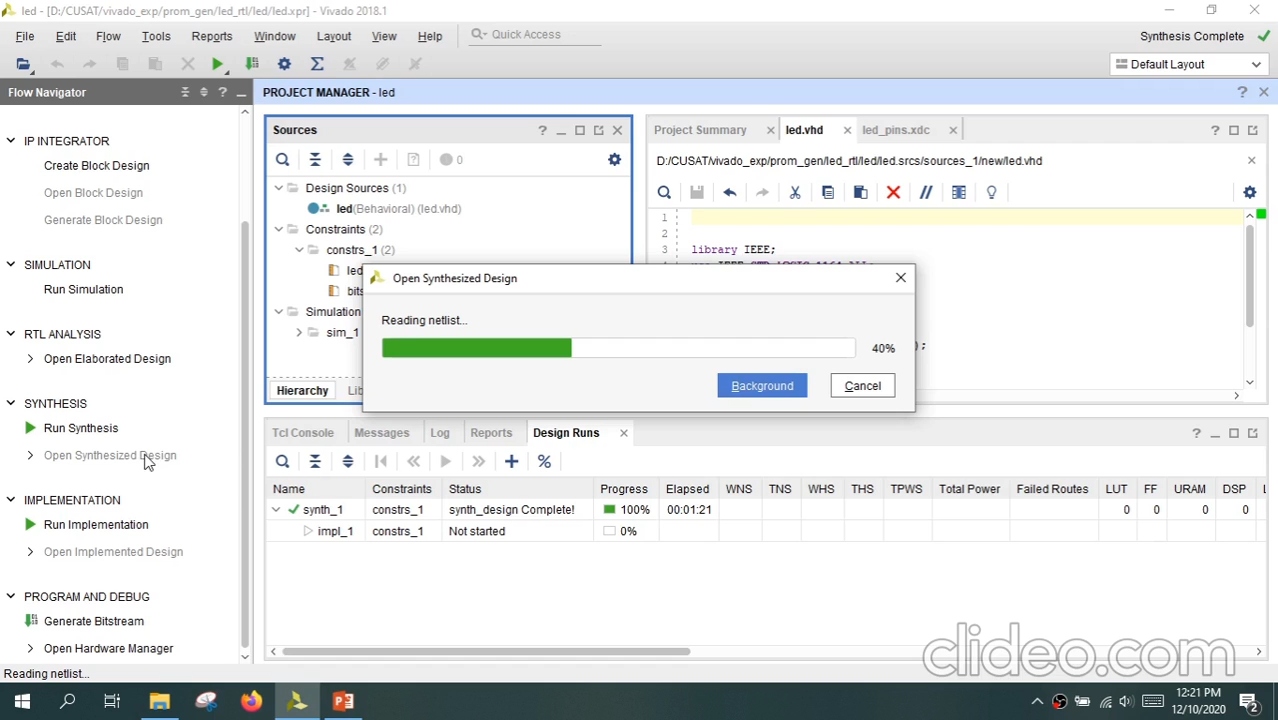 led - [D:/CUSAT/vivado_exp/prom_gen/led_rtl/led/led.xpr] - Vivado 2018.1
File Edit Flow Tools Reports Window Layout View Help Quick Access Synthesis Complete
Default Layout
Flow Navigator
PROJECT MANAGER - led
IP INTEGRATOR
Create Block Design
Open Block Design
Generate Block Design
SIMULATION
Run Simulation
RTL ANALYSIS
Open Elaborated Design
SYNTHESIS
Run Synthesis
Open Synthesized Design
IMPLEMENTATION
Run Implementation
Open Implemented Design
PROGRAM AND DEBUG
Generate Bitstream
Open Hardware Manager
Reading netlist...
Sources
0
Design Sources (1)
led(Behavioral) (led.vhd)
Constraints (2)
constrs_1 (2)
led
bits
Simulation
sim_1
Hierarchy
Project Summary led.vhd led_pins.xdc
D:/CUSAT/vivado_exp/prom_gen/led_rtl/led/led.srcs/sources_1/new/led.vhd
1
2
3 library IEEE;
);
Open Synthesized Design
Reading netlist...
40%
Background Cancel
Tcl Console Messages Log Reports Design Runs
Name Constraints Status Progress Elapsed WNS TNS WHS THS TPWS Total Power Failed Routes LUT FF URAM DSP
synth_1 constrs_1 synth_design Complete! 100% 00:01:21 0 0 0 0
impl_1 constrs_1 Not started 0%
clideo.com
12:21 PM
12/10/2020
2